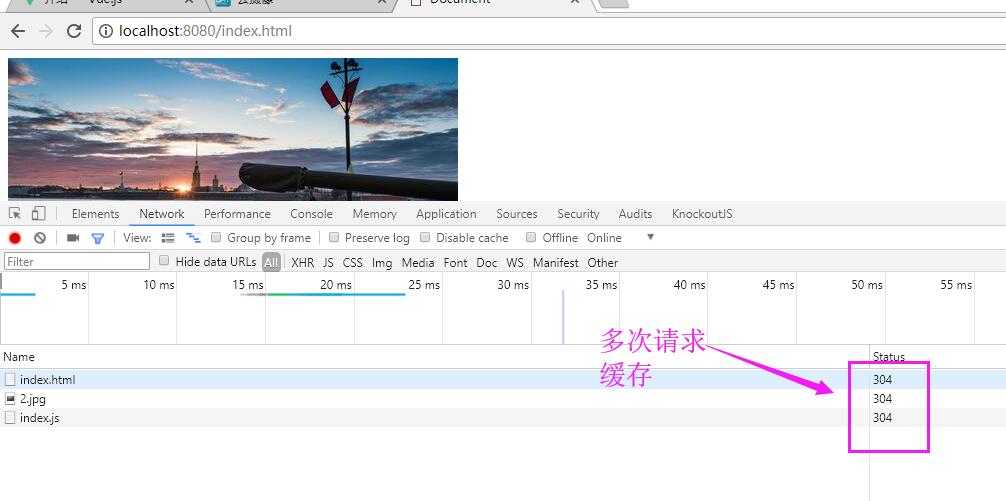 Vue.js
Document
localhost:8080/index.html
Elements Network Performance Console Memory Application Sources Security Audits KnockoutJS
View: Group by frame Preserve log Disable cache Offline Online
Filter Hide data URLs All XHR JS CSS Img Media Font Doc WS Manifest Other
5 ms 10 ms 15 ms 20 ms 25 ms 30 ms 35 ms 40 ms 45 ms 50 ms 55 ms
多次请求
缓存
Name Status
index.html 304
2.jpg 304
index.js 304